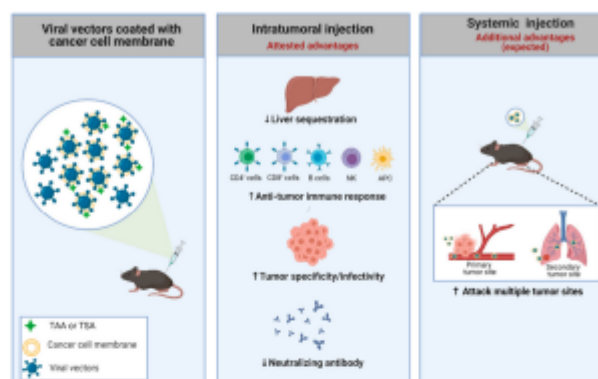 Viral vectors coated with
cancer cell membrane
TAA or TSA
Cancer cell membrane
Viral vectors
Intratumoral injection
Attested advantages
↓ Liver sequestration
CD4⁺ cells CD8⁺ cells B cells NK APC
↑ Anti-tumor immune response
↑ Tumor specificity/infectivity
↓ Neutralizing antibody
Systemic injection
Additional advantages
(expected)
Primary
tumor site
Secondary
tumor site
↑ Attack multiple tumor sites